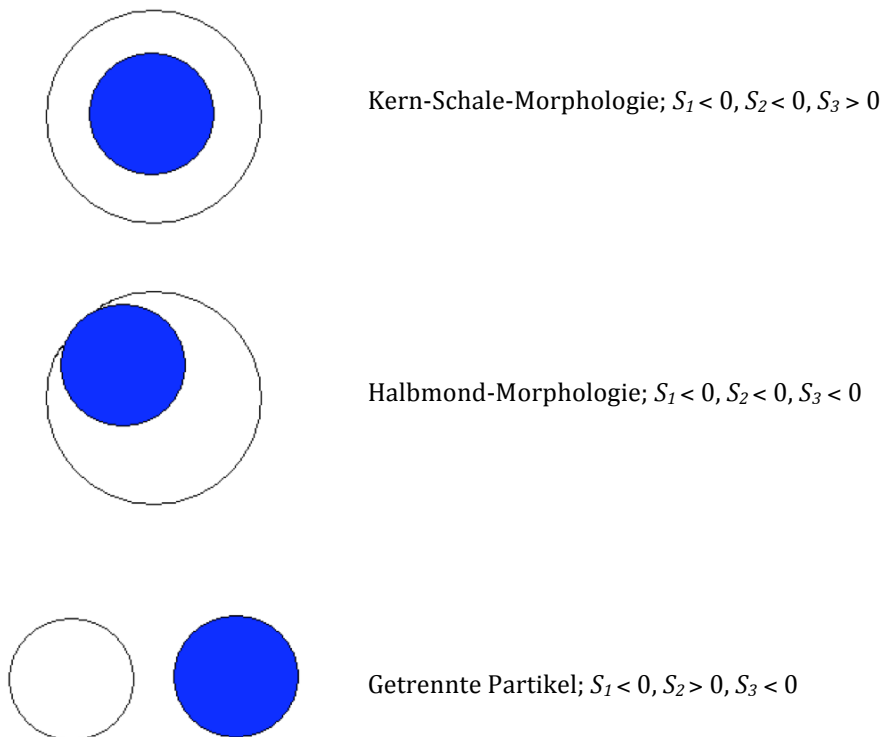 Kern-Schale-Morphologie; S₁ < 0, S₂ < 0, S₃ > 0
Halbmond-Morphologie; S₁ < 0, S₂ < 0, S₃ < 0
Getrennte Partikel; S₁ < 0, S₂ > 0, S₃ < 0